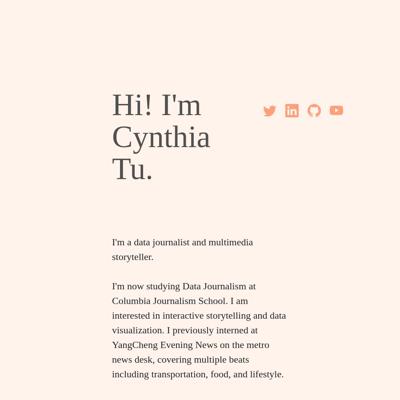 Hi! I'm
Cynthia
Tu.
I'm a data journalist and multimedia
storyteller.
I'm now studying Data Journalism at
Columbia Journalism School. I am
interested in interactive storytelling and data
visualization. I previously interned at
YangCheng Evening News on the metro
news desk, covering multiple beats
including transportation, food, and lifestyle.